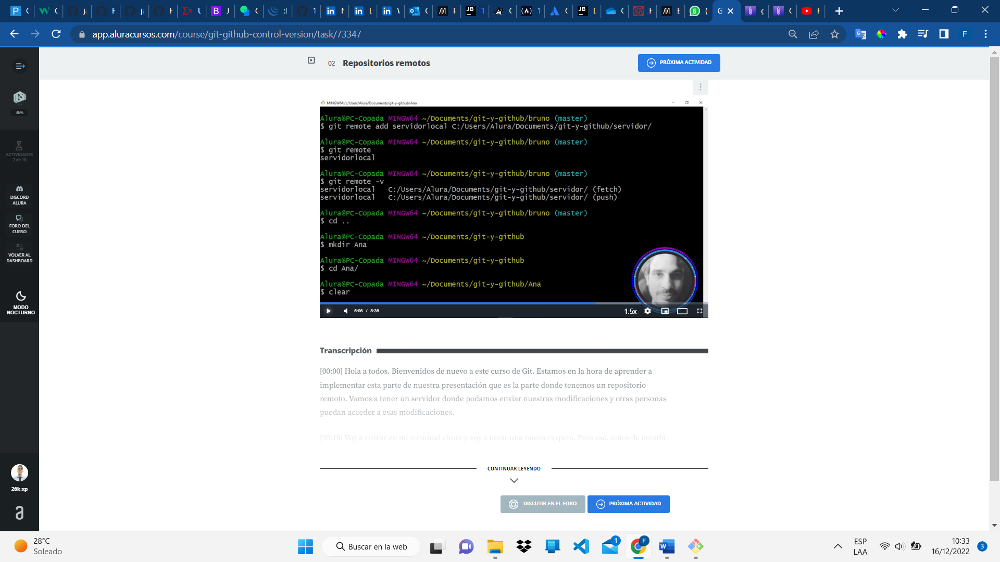 app.aluracursos.com/course/git-github-control-version/task/73347
02 Repositorios remotos
PRÓXIMA ACTIVIDAD
36%
ACTIVIDADES
2 de 10
DISCORD
ALURA
FORO DEL
CURSO
VOLVER AL
DASHBOARD
MODO
NOCTURNO
26k xp
MINGW64:/c/Users/Alura/Documents/git-y-github/Ana
Alura@PC-Copada MINGW64 ~/Documents/git-y-github/bruno (master)
$ git remote add servidorlocal C:/Users/Alura/Documents/git-y-github/servidor/
Alura@PC-Copada MINGW64 ~/Documents/git-y-github/bruno (master)
$ git remote
servidorlocal
Alura@PC-Copada MINGW64 ~/Documents/git-y-github/bruno (master)
$ git remote -v
servidorlocal C:/Users/Alura/Documents/git-y-github/servidor/ (fetch)
servidorlocal C:/Users/Alura/Documents/git-y-github/servidor/ (push)
Alura@PC-Copada MINGW64 ~/Documents/git-y-github/bruno (master)
$ cd ..
Alura@PC-Copada MINGW64 ~/Documents/git-y-github
$ mkdir Ana
Alura@PC-Copada MINGW64 ~/Documents/git-y-github
$ cd Ana/
Alura@PC-Copada MINGW64 ~/Documents/git-y-github/Ana
$ clear
6:06 / 8:35
1.5x
Transcripción
[00:00] Hola a todos. Bienvenidos de nuevo a este curso de Git. Estamos en la hora de aprender a
implementar esta parte de nuestra presentación que es la parte donde tenemos un repositorio
remoto. Vamos a tener un servidor donde podamos enviar nuestras modificaciones y otras personas
puedan acceder a esas modificaciones.
[00:18] Voy a entrar en mi terminal ahora y voy a crear una nueva carpeta. Para eso, antes de crearla
CONTINUAR LEYENDO
DISCUTIR EN EL FORO
PRÓXIMA ACTIVIDAD
28°C
Soleado
Buscar en la web
1
F
ESP
LAA
10:33
16/12/2022
3